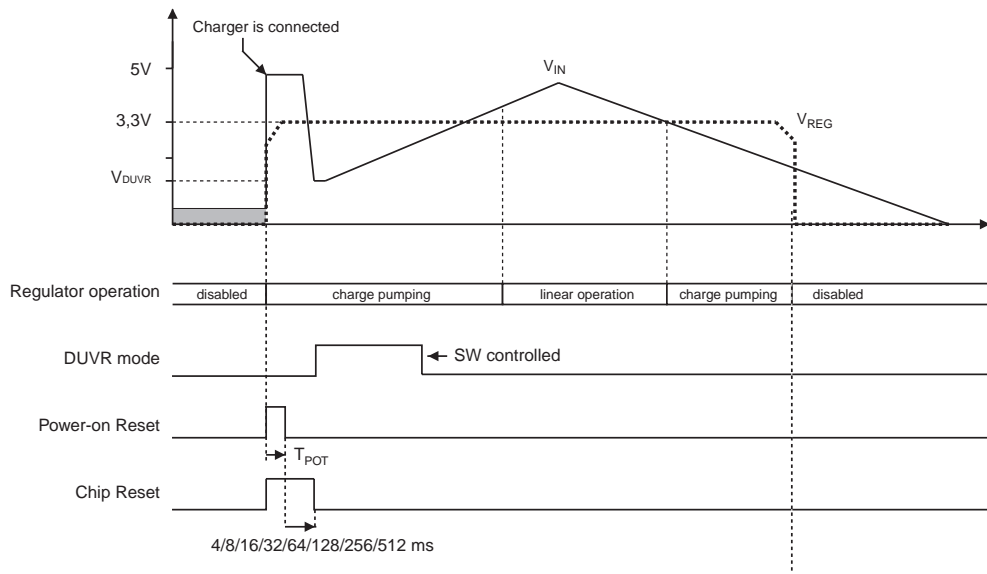 Charger is connected
5V
V_IN
3,3V
V_REG
V_DUVR
Regulator operation
disabled
charge pumping
linear operation
charge pumping
disabled
DUVR mode
SW controlled
Power-on Reset
T_POT
Chip Reset
4/8/16/32/64/128/256/512 ms